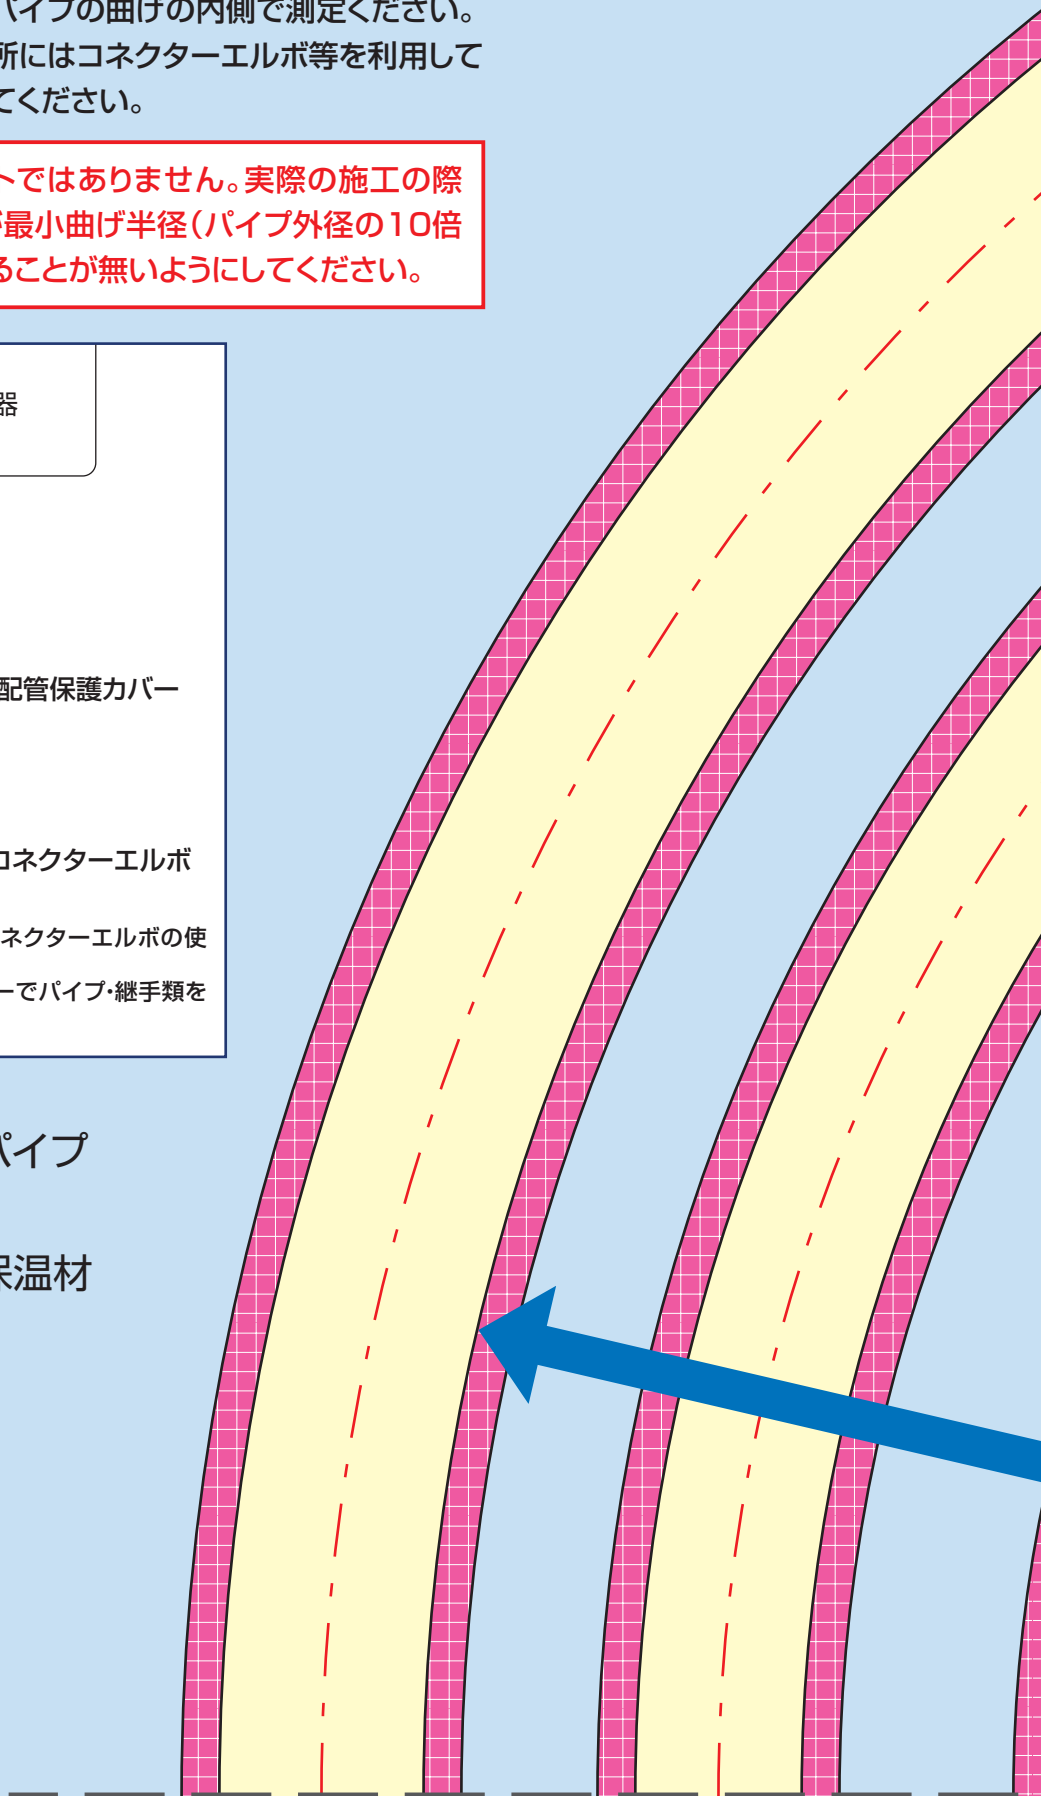 パイプの曲げの内側で測定ください。
所にはコネクターエルボ等を利用して
てください。
トではありません。実際の施工の際
が最小曲げ半径（パイプ外径の10倍
ることが無いようにしてください。
器
配管保護カバー
コネクターエルボ
ネクターエルボの使
ーでパイプ・継手類を
パイプ
保温材